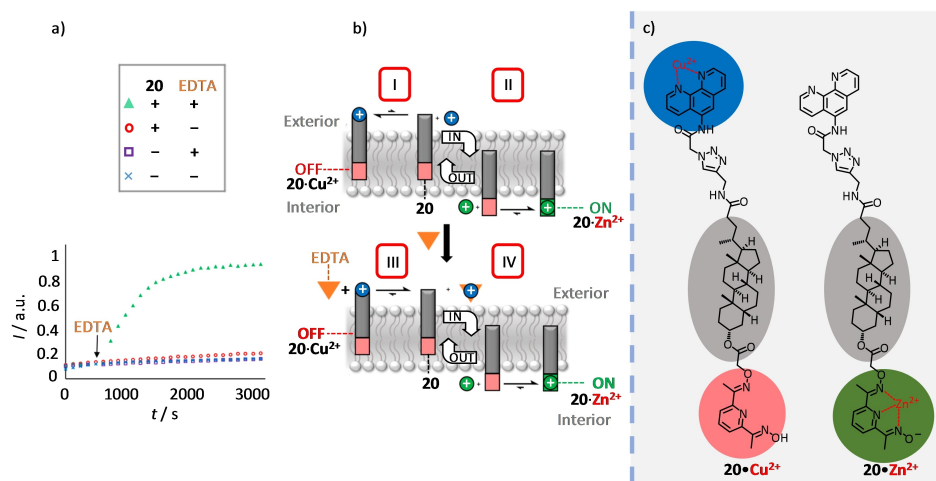 a)
20 EDTA
+ +
+ −
− +
× − −
I / a.u.
1
0.8
0.6
0.4
0.2
0
EDTA
0 1000 2000 3000
t / s
b)
I
II
Exterior
IN
OUT
OFF
20·Cu²⁺
Interior
20
ON
20·Zn²⁺
EDTA
III
IV
Exterior
IN
OUT
OFF
20·Cu²⁺
20
ON
20·Zn²⁺
Interior
c)
Cu²⁺
N
N
NH
O
N
N
N
NH
O
H
H
H
H
O
O
O
N
N
N
OH
20•Cu²⁺
N
N
NH
O
N
N
N
NH
O
H
H
H
H
O
O
O
N
Zn²⁺
N
N
O⁻
20•Zn²⁺